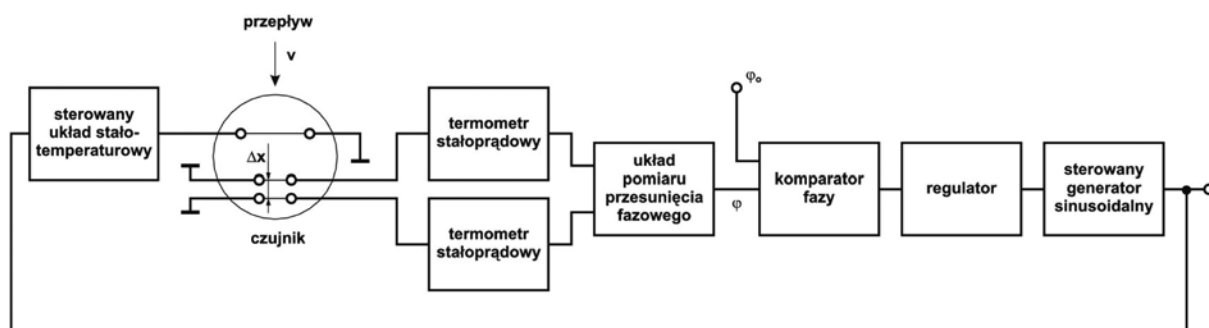 przepływ
v
sterowany
układ stało-
temperaturowy
Δx
czujnik
termometr
stałoprądowy
termometr
stałoprądowy
układ
pomiaru
przesunięcia
fazowego
φ
φₒ
komparator
fazy
regulator
sterowany
generator
sinusoidalny